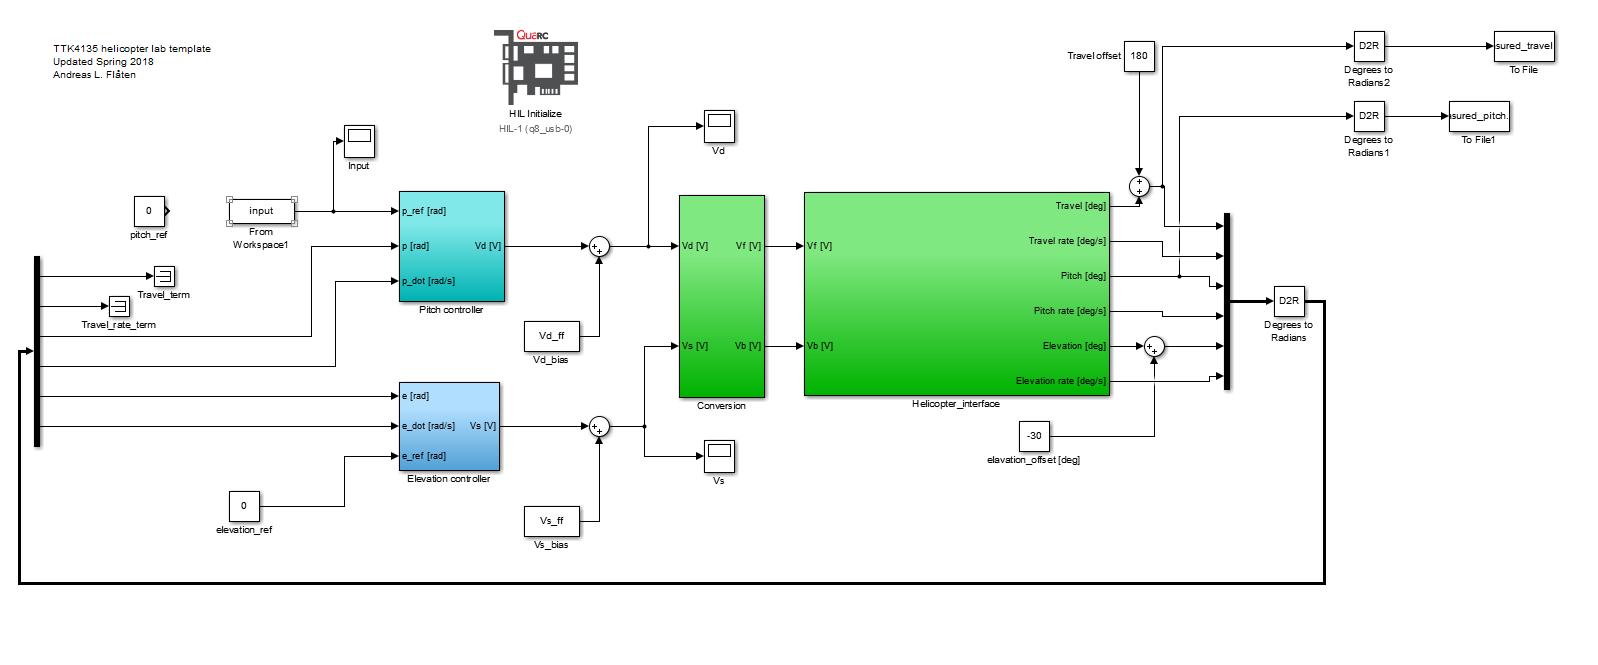 TTK4135 helicopter lab template
Updated Spring 2018
Andreas L. Flåten
QuaRC
HIL Initialize
HIL-1 (q8_usb-0)
Travel offset
180
D2R
Degrees to
Radians2
sured_travel
To File
D2R
Degrees to
Radians1
sured_pitch.
To File1
Input
Vd
0
pitch_ref
input
From
Workspace1
p_ref [rad]
p [rad]
p_dot [rad/s]
Vd [V]
Pitch controller
+
+
Vd_ff
Vd_bias
Travel_term
Travel_rate_term
Vd [V]
Vs [V]
Vf [V]
Vb [V]
Conversion
Vf [V]
Vb [V]
Travel [deg]
Travel rate [deg/s]
Pitch [deg]
Pitch rate [deg/s]
Elevation [deg]
Elevation rate [deg/s]
Helicopter_interface
+
+
+
+
D2R
Degrees to
Radians
-30
elavation_offset [deg]
e [rad]
e_dot [rad/s]
e_ref [rad]
Vs [V]
Elevation controller
+
+
Vs
0
elevation_ref
Vs_ff
Vs_bias